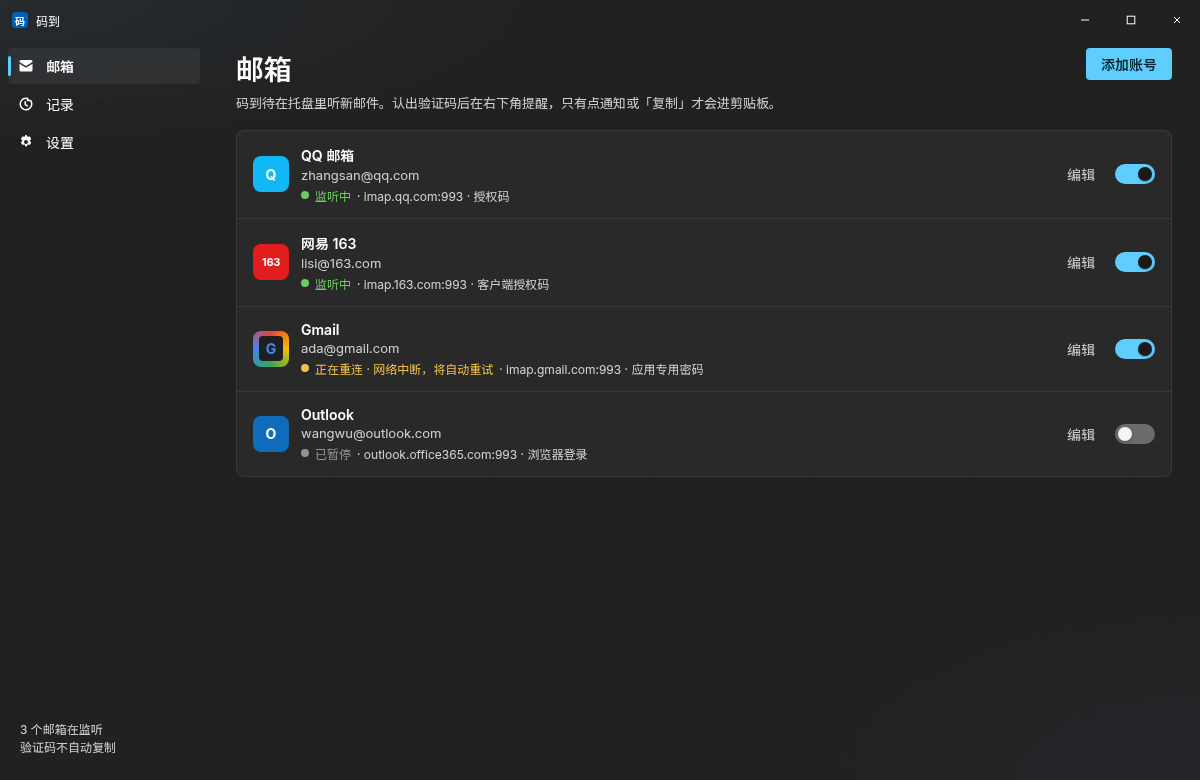 码 码到
邮箱
记录
设置
邮箱
添加账号
码到待在托盘里听新邮件。认出验证码后在右下角提醒，只有点通知或「复制」才会进剪贴板。
Q
QQ 邮箱
zhangsan@qq.com
监听中 · imap.qq.com:993 · 授权码
编辑
163
网易 163
lisi@163.com
监听中 · imap.163.com:993 · 客户端授权码
编辑
G
Gmail
ada@gmail.com
正在重连 · 网络中断，将自动重试 · imap.gmail.com:993 · 应用专用密码
编辑
O
Outlook
wangwu@outlook.com
已暂停 · outlook.office365.com:993 · 浏览器登录
编辑
3 个邮箱在监听
验证码不自动复制